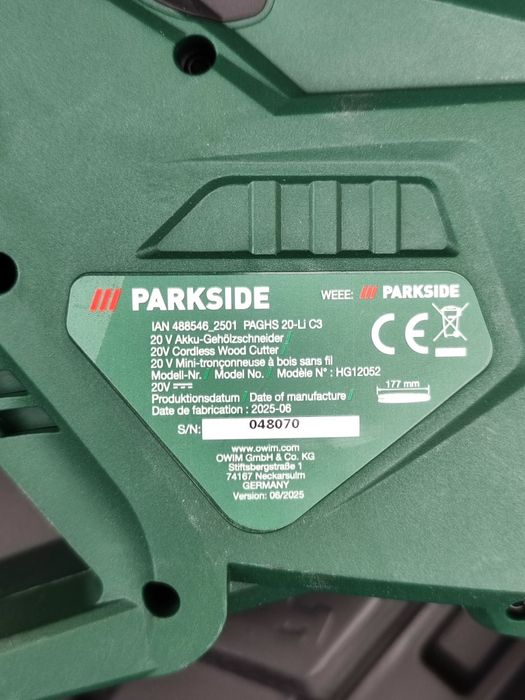 PARKSIDE
WEEE: PARKSIDE
IAN 488546_2501 PAGHS 20-Li C3
20 V Akku-Gehölzschneider /
20V Cordless Wood Cutter /
20 V Mini-tronçonneuse à bois sans fil
Modell-Nr. / Model No. / Modèle N° : HG12052
20V
Produktionsdatum / Date of manufacture /
Date de fabrication : 2025-06
177 mm
CE
S/N: 048070
www.owim.com
OWIM GmbH & Co. KG
Stiftsbergstraße 1
74167 Neckarsulm
GERMANY
Version: 06/2025